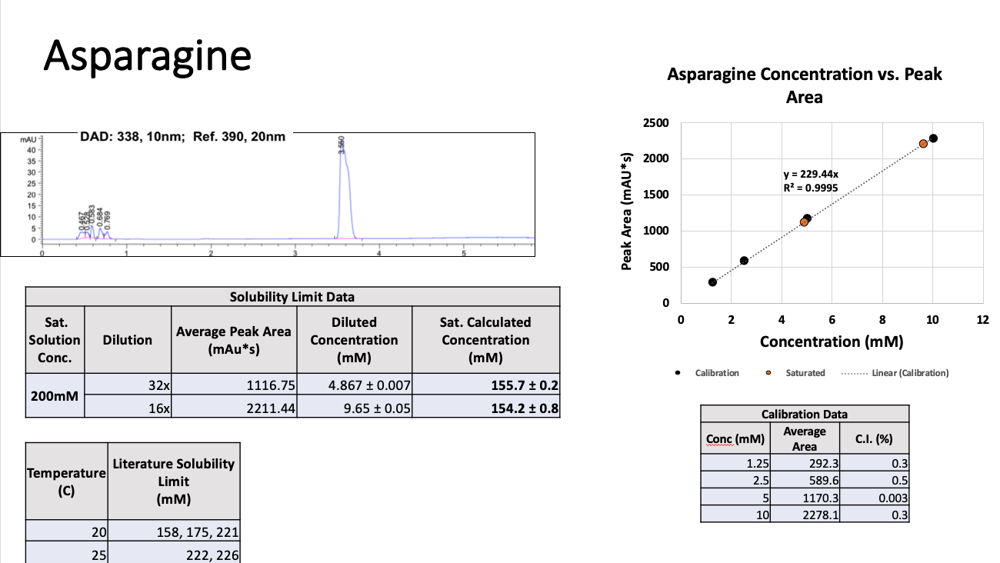 Asparagine
DAD: 338, 10nm; Ref. 390, 20nm
mAU
40
35
30
25
20
15
10
5
0
0.467
0.528
0.583
0.684
0.769
3.550
0 1 2 3 4 5
Solubility Limit Data
Sat. Solution Conc. Dilution Average Peak Area (mAu*s) Diluted Concentration (mM) Sat. Calculated Concentration (mM)
200mM 32x 1116.75 4.867 ± 0.007 155.7 ± 0.2
16x 2211.44 9.65 ± 0.05 154.2 ± 0.8
Temperature (C) Literature Solubility Limit (mM)
20 158, 175, 221
25 222, 226
Asparagine Concentration vs. Peak
Area
Peak Area (mAU*s)
2500
2000
1500
1000
500
0
y = 229.44x
R² = 0.9995
0 2 4 6 8 10 12
Concentration (mM)
Calibration Saturated Linear (Calibration)
Calibration Data
Conc (mM) Average Area C.I. (%)
1.25 292.3 0.3
2.5 589.6 0.5
5 1170.3 0.003
10 2278.1 0.3